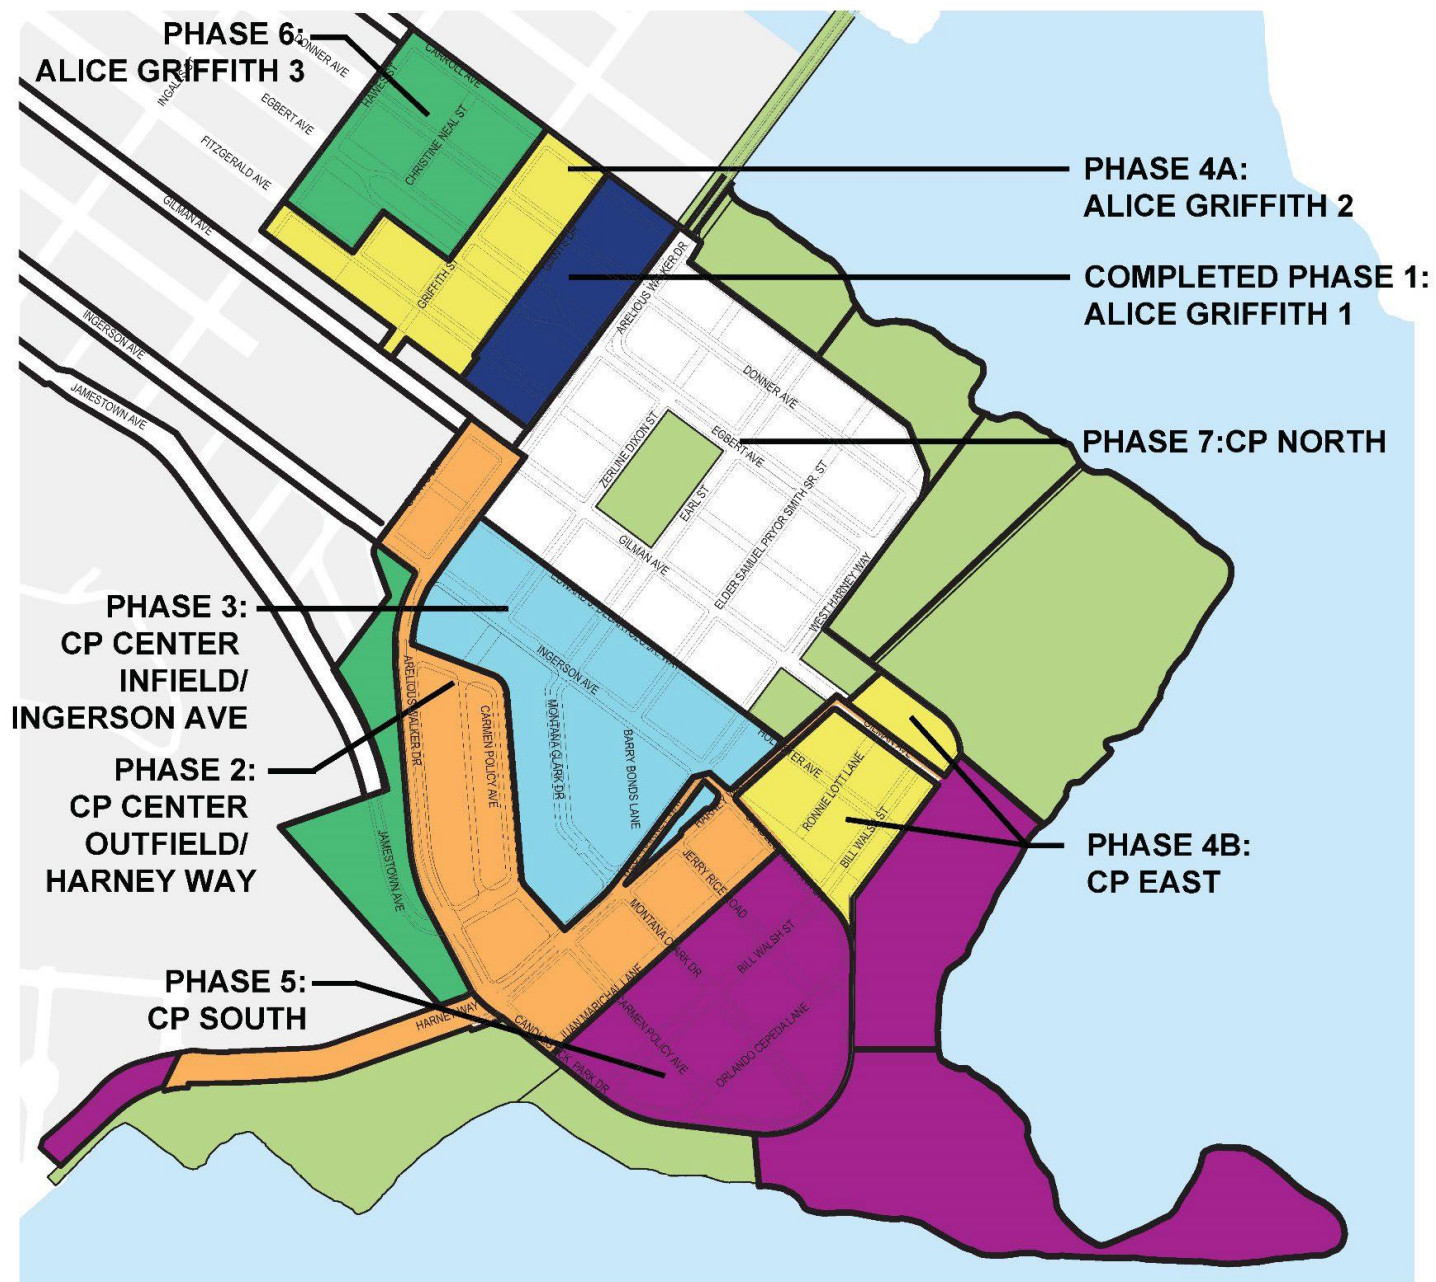 PHASE 6:
ALICE GRIFFITH 3
DONNER AVE
INGALLS ST
EGBERT AVE
FITZGERALD AVE
GILMAN AVE
HAWES ST
CARROLL AVE
CHRISTINE NEAL ST
PHASE 4A:
ALICE GRIFFITH 2
COMPLETED PHASE 1:
ALICE GRIFFITH 1
GRIFFITH ST
ARELIOUS WALKER DR
INGERSON AVE
JAMESTOWN AVE
DONNER AVE
EGBERT AVE
ZERLINE DIXON ST
EARL ST
GILMAN AVE
ELDER SAMUEL PRYOR SMITH SR. ST
WEST HARNEY WAY
PHASE 7:CP NORTH
PHASE 3:
CP CENTER
INFIELD/
INGERSON AVE
INGERSON AVE
ARELIOUS WALKER DR
CARMEN POLICY AVE
MONTANA CLARK DR
BARRY BONDS LANE
PHASE 2:
CP CENTER
OUTFIELD/
HARNEY WAY
JAMESTOWN AVE
RONNIE LOTT LANE
BILL WALSH ST
PHASE 4B:
CP EAST
JERRY RICE ROAD
MONTANA CLARK DR
BILL WALSH ST
JUAN MARICHAL LANE
CARMEN POLICY AVE
ORLANDO CEPEDA LANE
PHASE 5:
CP SOUTH
HARNEY WAY
PARK DR